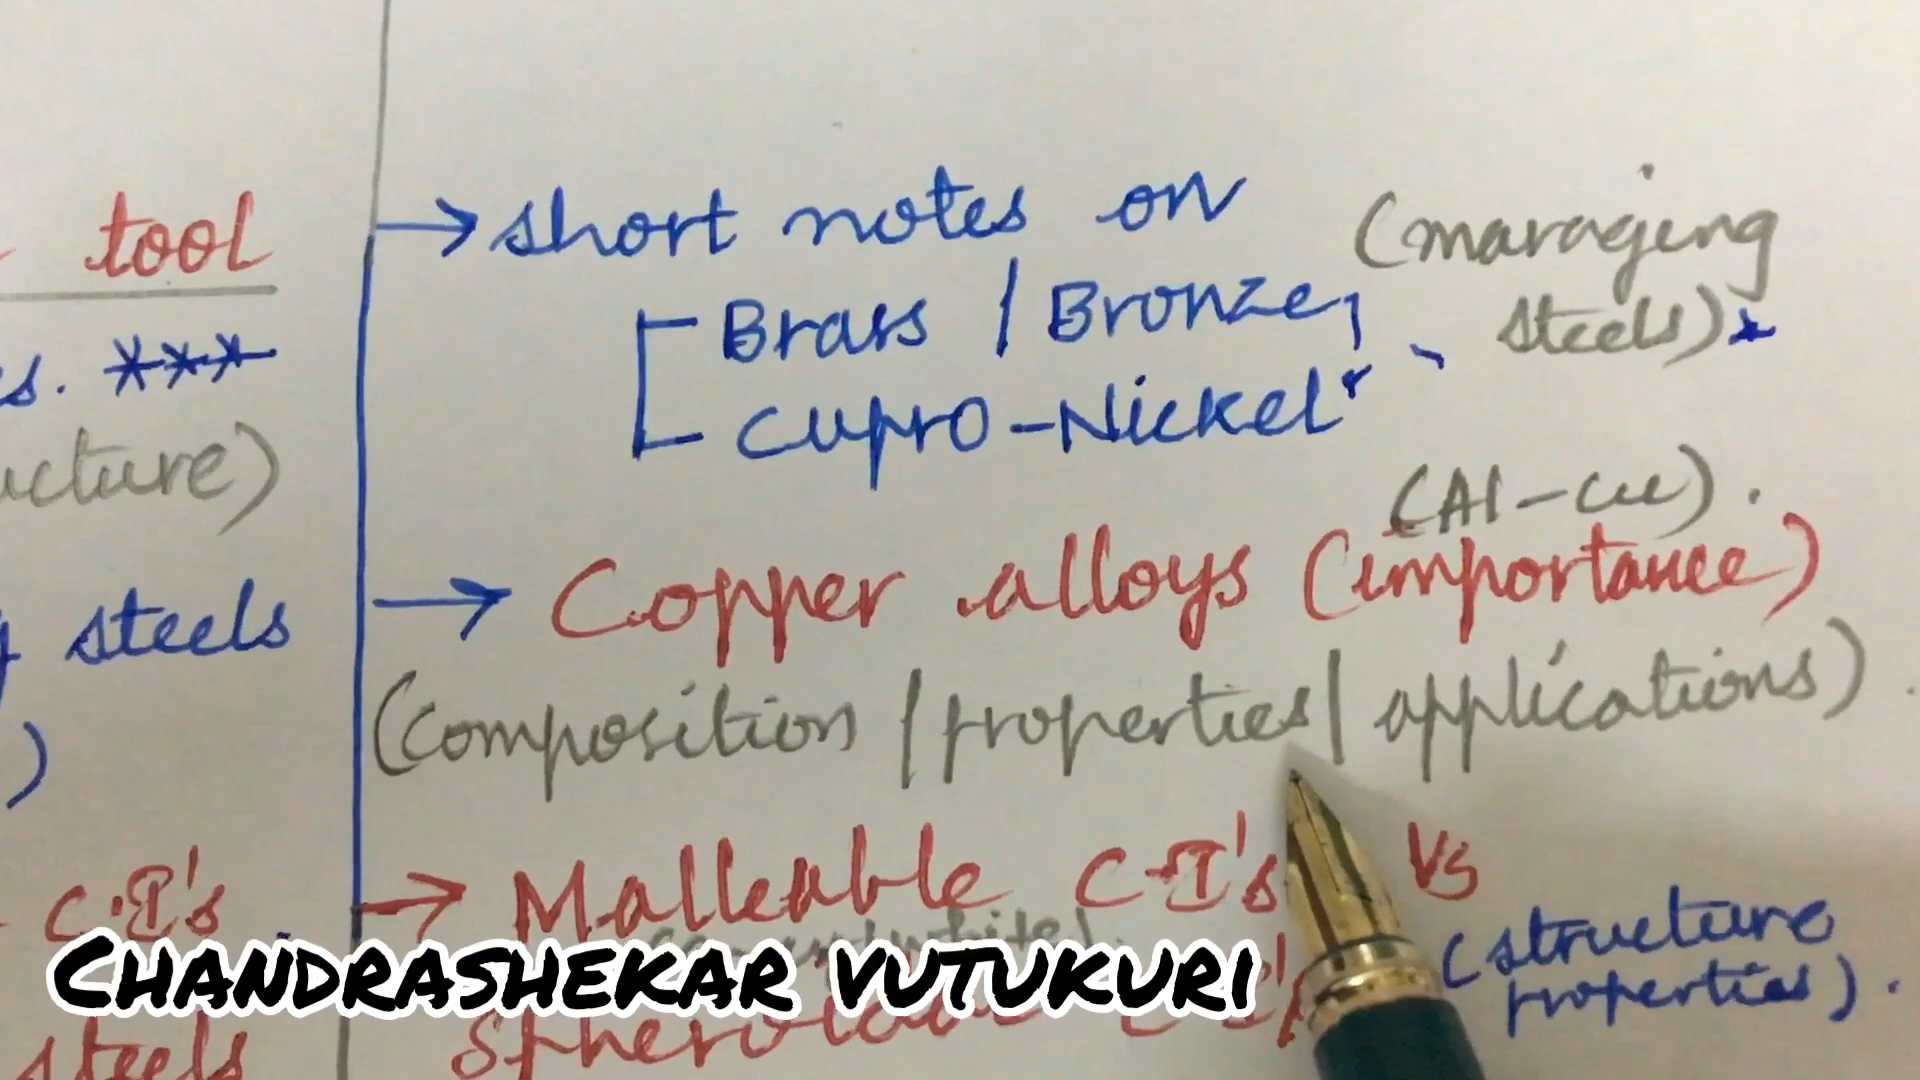 tool
s. ***
ucture)
steels
)
C.I's
steels
→ short notes on
(maraging
steels)*
Brass / Bronze,
Cupro-Nickel
(Al-Cu).
→ Copper alloys (importance)
(composition / properties / applications).
→ Malleable C.I's Vs
(structure
properties).
CHANDRASHEKAR VUTUKURI